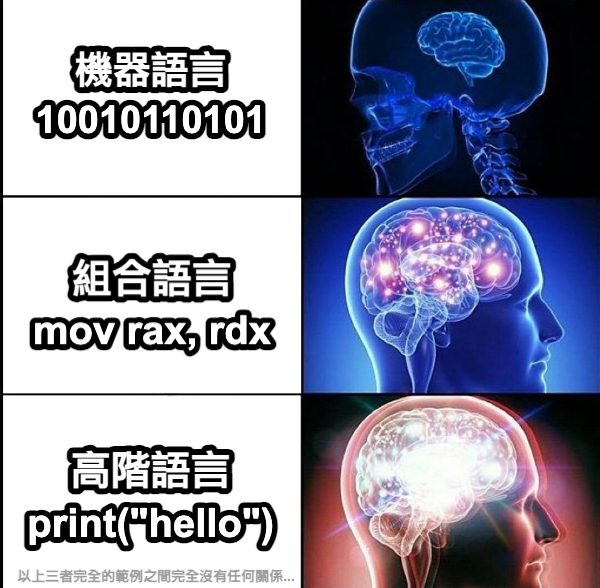 機器語言
10010110101
組合語言
mov rax, rdx
高階語言
print("hello")
以上三者完全的範例之間完全沒有任何關係...